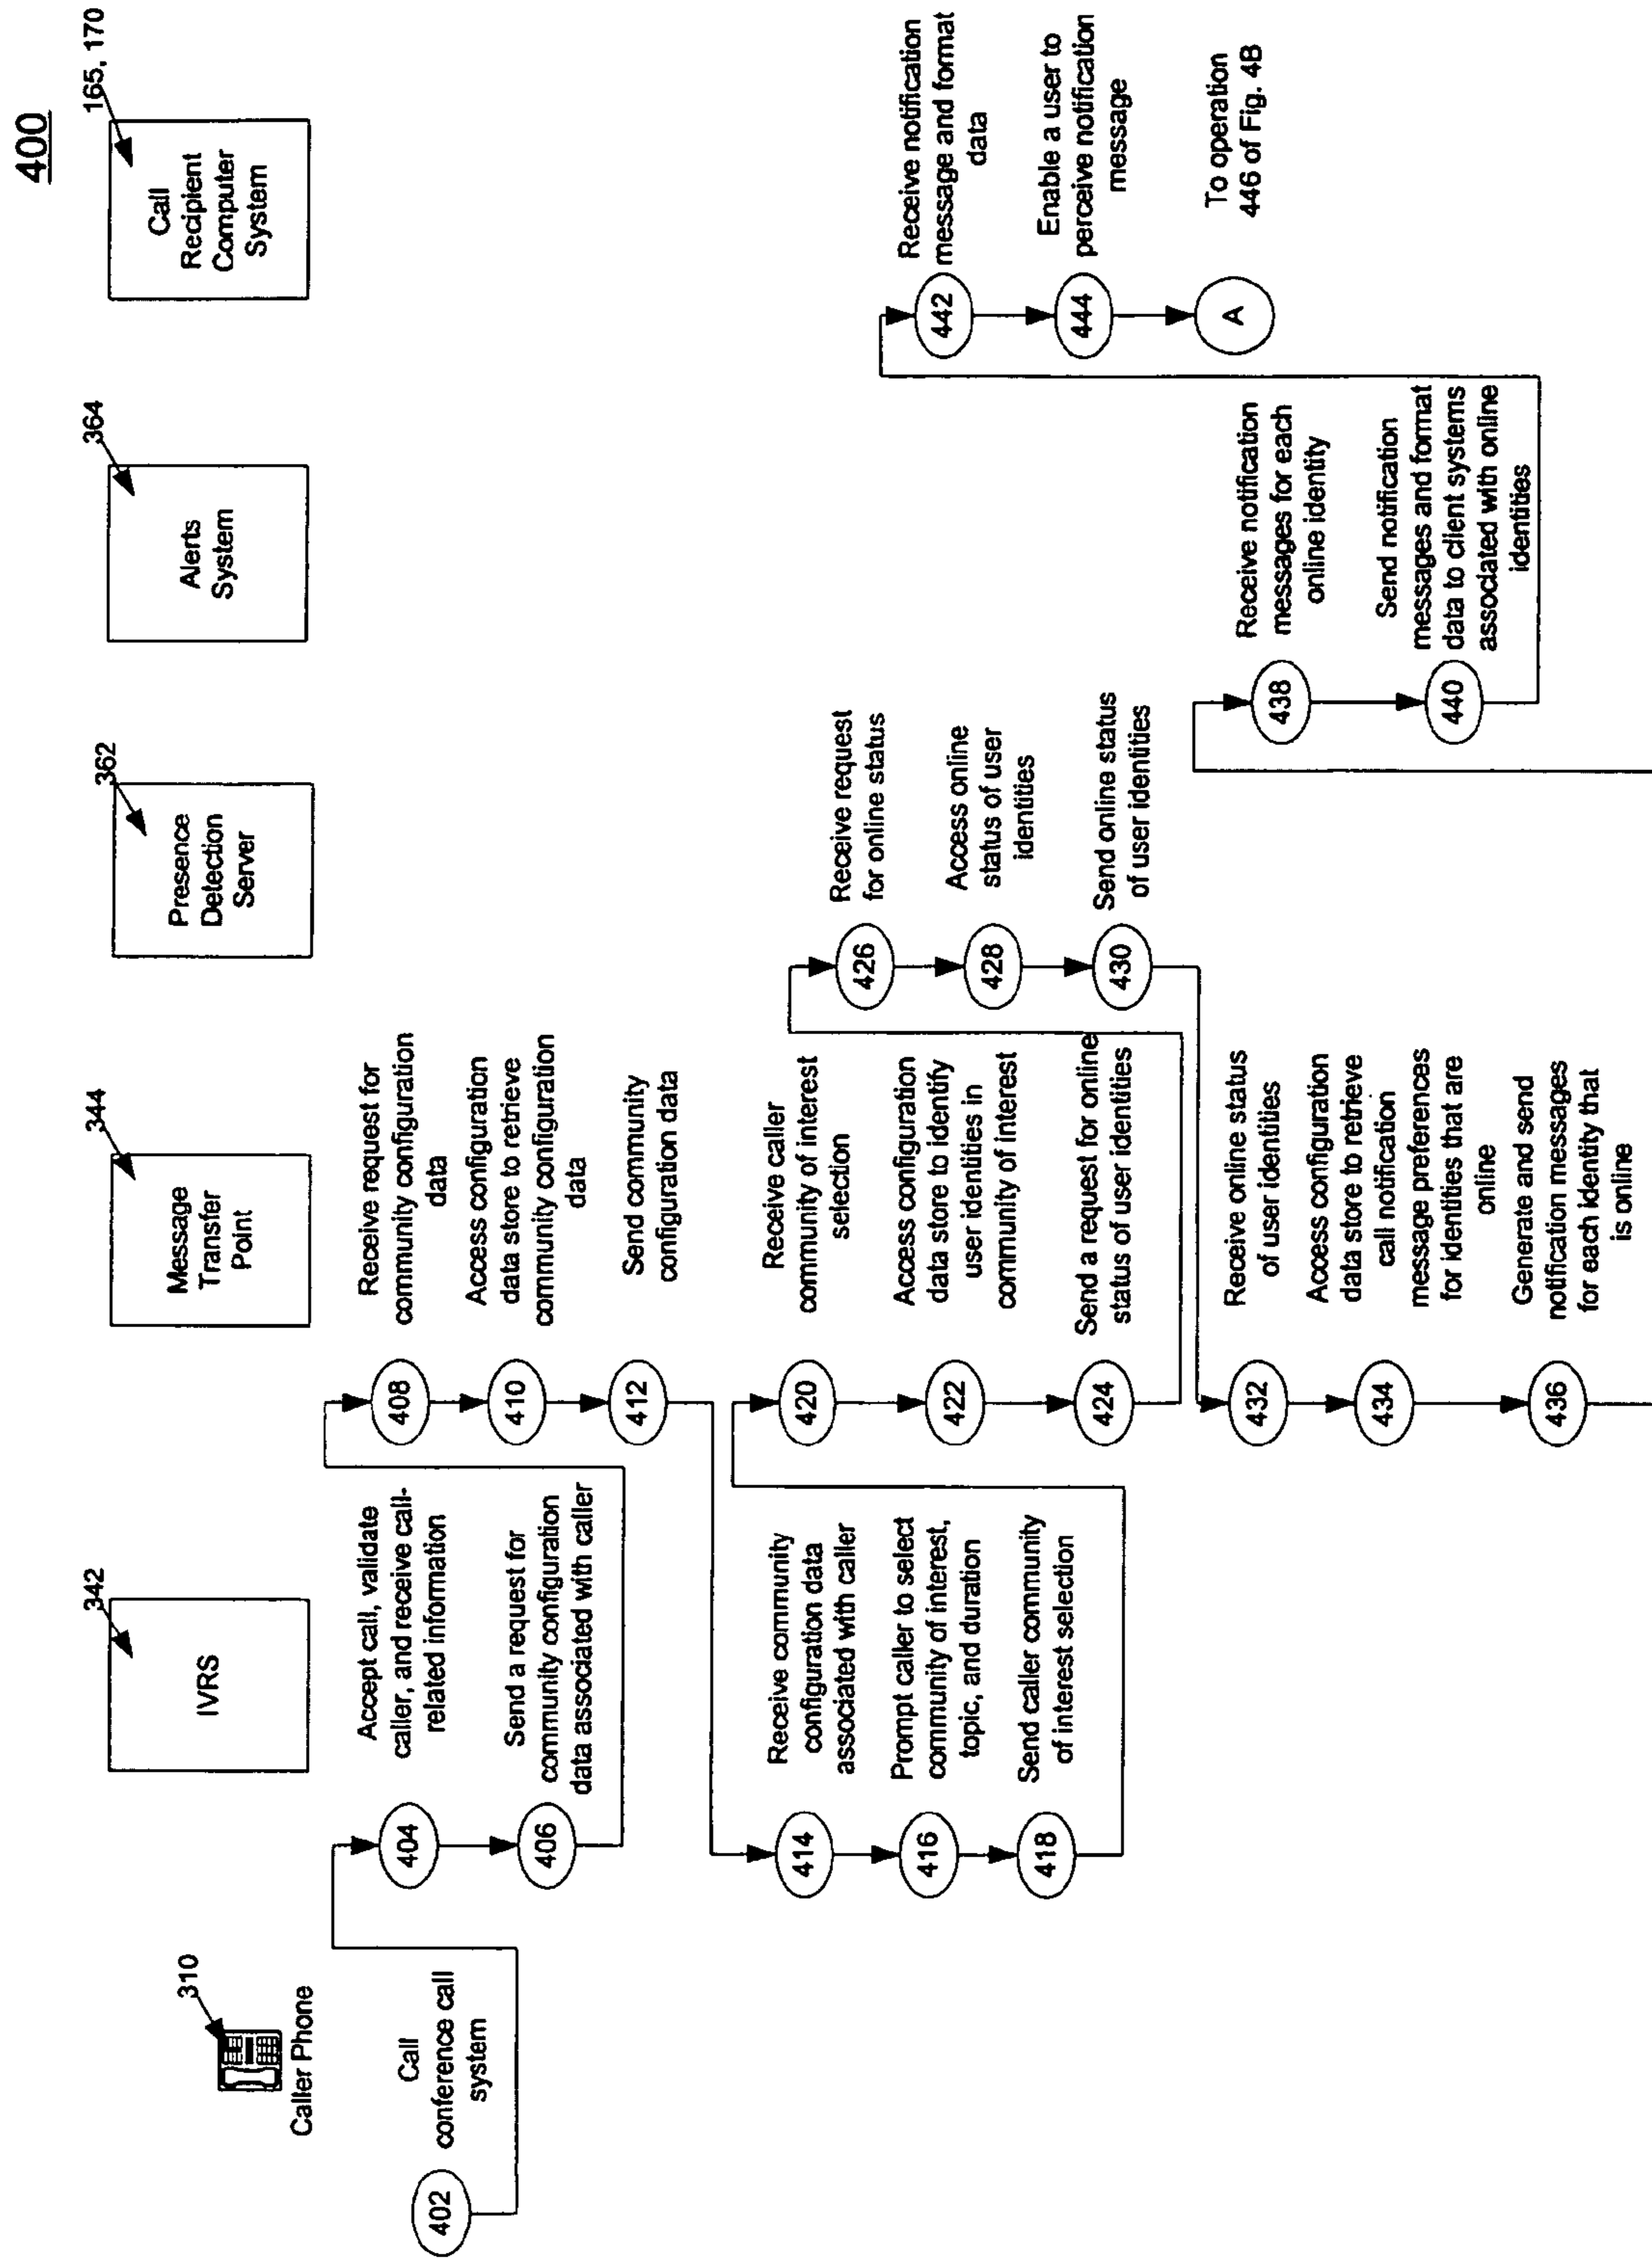 400
310
Caller Phone
342
IVRS
344
Message
Transfer
Point
362
Presence
Detection
Server
364
Alerts
System
165, 170
Call
Recipient
Computer
System
402
Call
conference call
system
404
Accept call, validate
caller, and receive call-
related information
406
Send a request for
community configuration
data associated with caller
408
Receive request for
community configuration
data
410
Access configuration
data store to retrieve
community configuration
data
412
Send community
configuration data
414
Receive community
configuration data
associated with caller
416
Prompt caller to select
community of interest,
topic, and duration
418
Send caller community
of interest selection
420
Receive caller
community of interest
selection
422
Access configuration
data store to identify
user identities in
community of interest
424
Send a request for online
status of user identities
426
Receive request
for online status
428
Access online
status of user
identities
430
Send online status
of user identities
432
Receive online status
of user identities
434
Access configuration
data store to retrieve
call notification
message preferences
for identities that are
online
436
Generate and send
notification messages
for each identity that
is online
438
Receive notification
messages for each
online identity
440
Send notification
messages and format
data to client systems
associated with online
identities
442
Receive notification
message and format
data
444
Enable a user to
perceive notification
message
A
To operation
446 of Fig. 4B